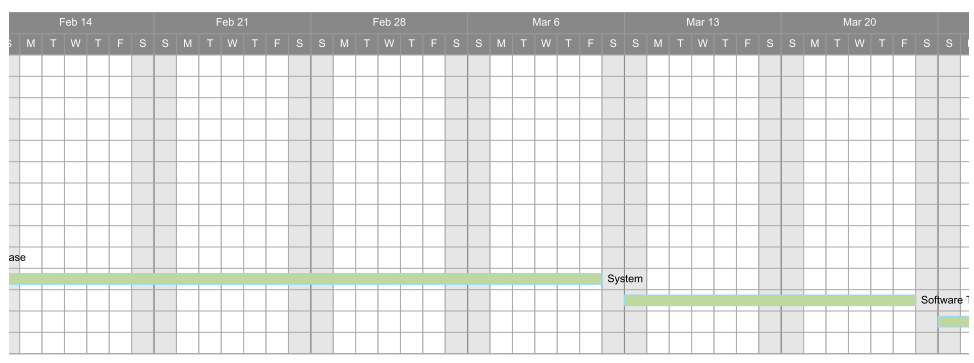 Feb 14 Feb 21 Feb 28 Mar 6 Mar 13 Mar 20
M T W T F S S M T W T F S S M T W T F S S M T W T F S S M T W T F S S M T W T F S S
ase
System
Software T